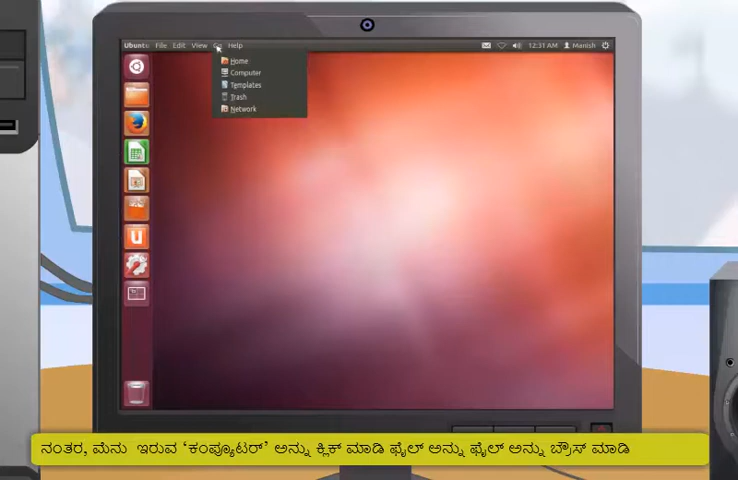 Ubuntu File Edit View Go Help 12:31 AM Manish
Home
Computer
Templates
Trash
Network
ನಂತರ, ಮೆನು ಇರುವ ‘ಕಂಪ್ಯೂಟರ್’ ಅನ್ನು ಕ್ಲಿಕ್ ಮಾಡಿ ಫೈಲ್ ಅನ್ನು ಫೈಲ್ ಅನ್ನು ಬ್ರೌಸ್ ಮಾಡಿ